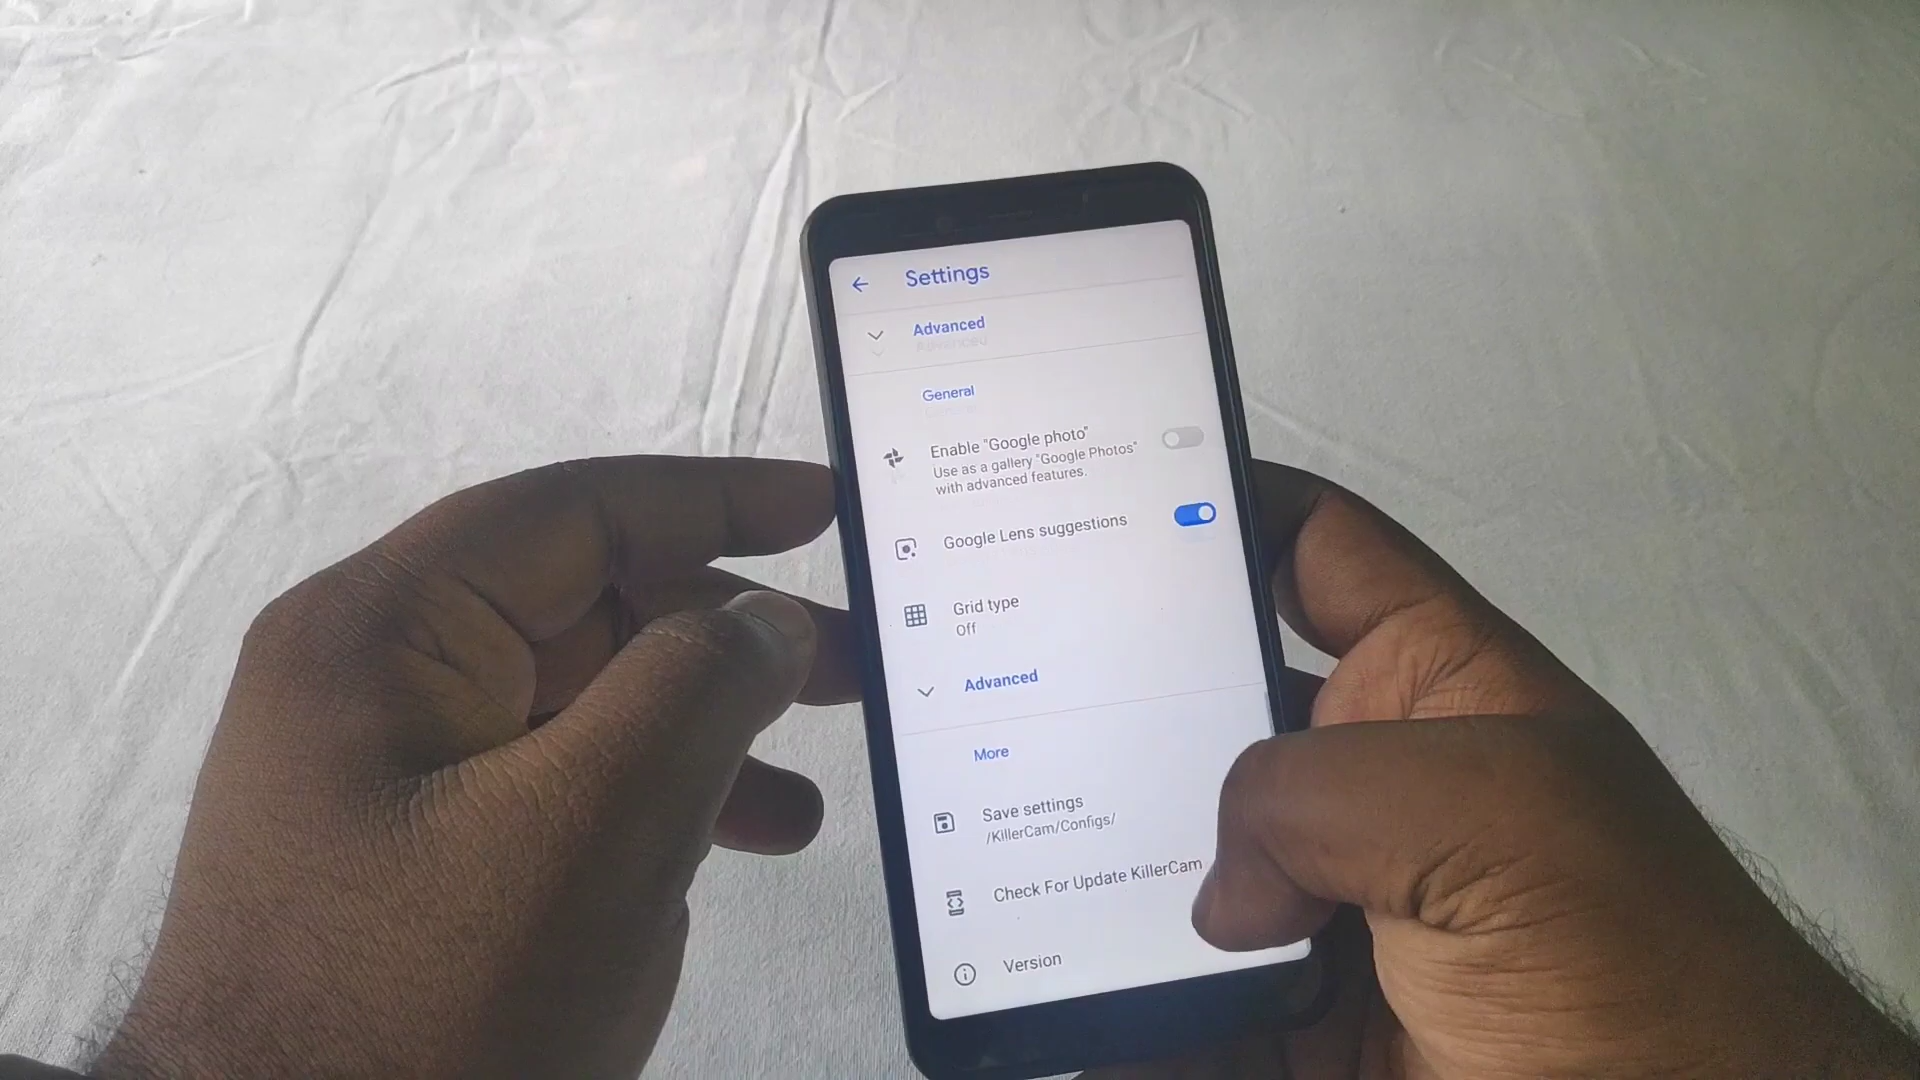 Settings
Advanced
General
Enable "Google photo"
Use as a gallery "Google Photos"
with advanced features.
Google Lens suggestions
Grid type
Off
Advanced
More
Save settings
/KillerCam/Configs/
Check For Update KillerCam
Version